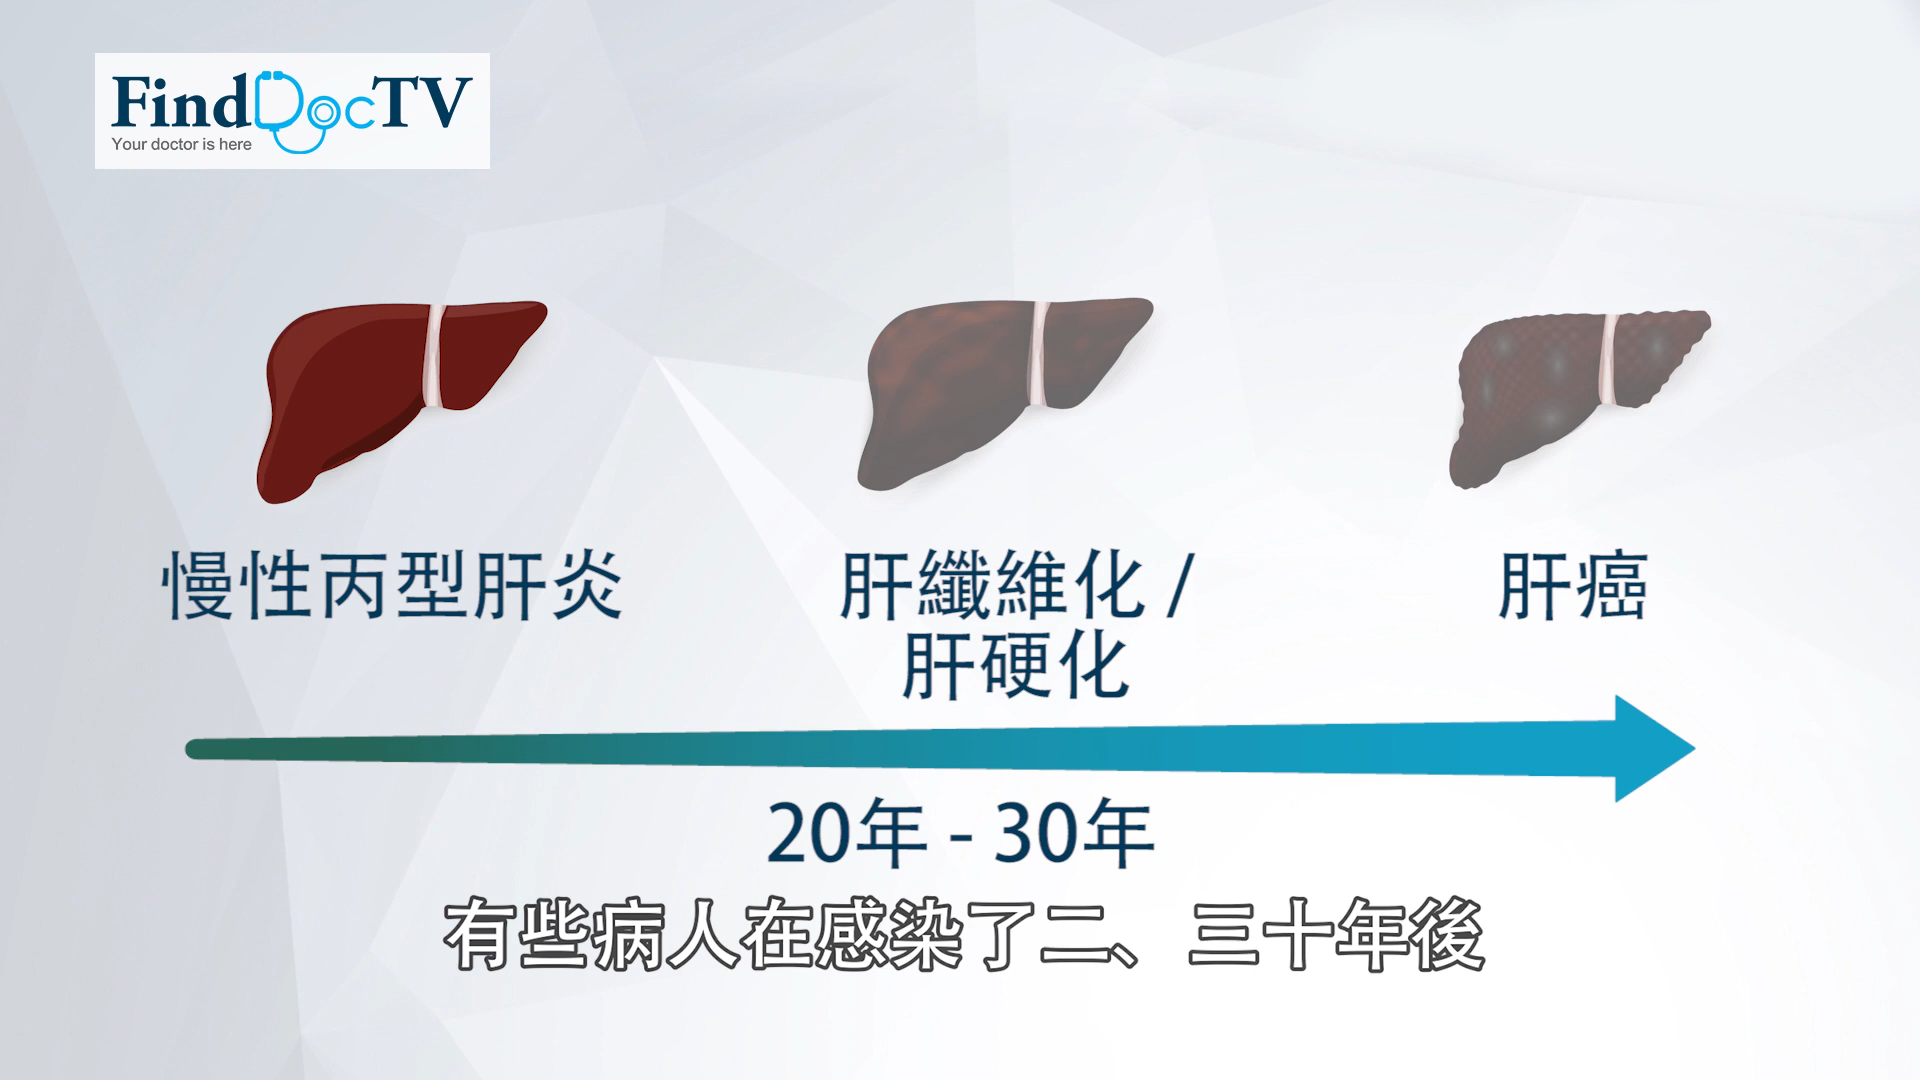 FindDocTV
Your doctor is here
慢性丙型肝炎
肝纖維化 /
肝硬化
肝癌
20年 - 30年
有些病人在感染了二、三十年後